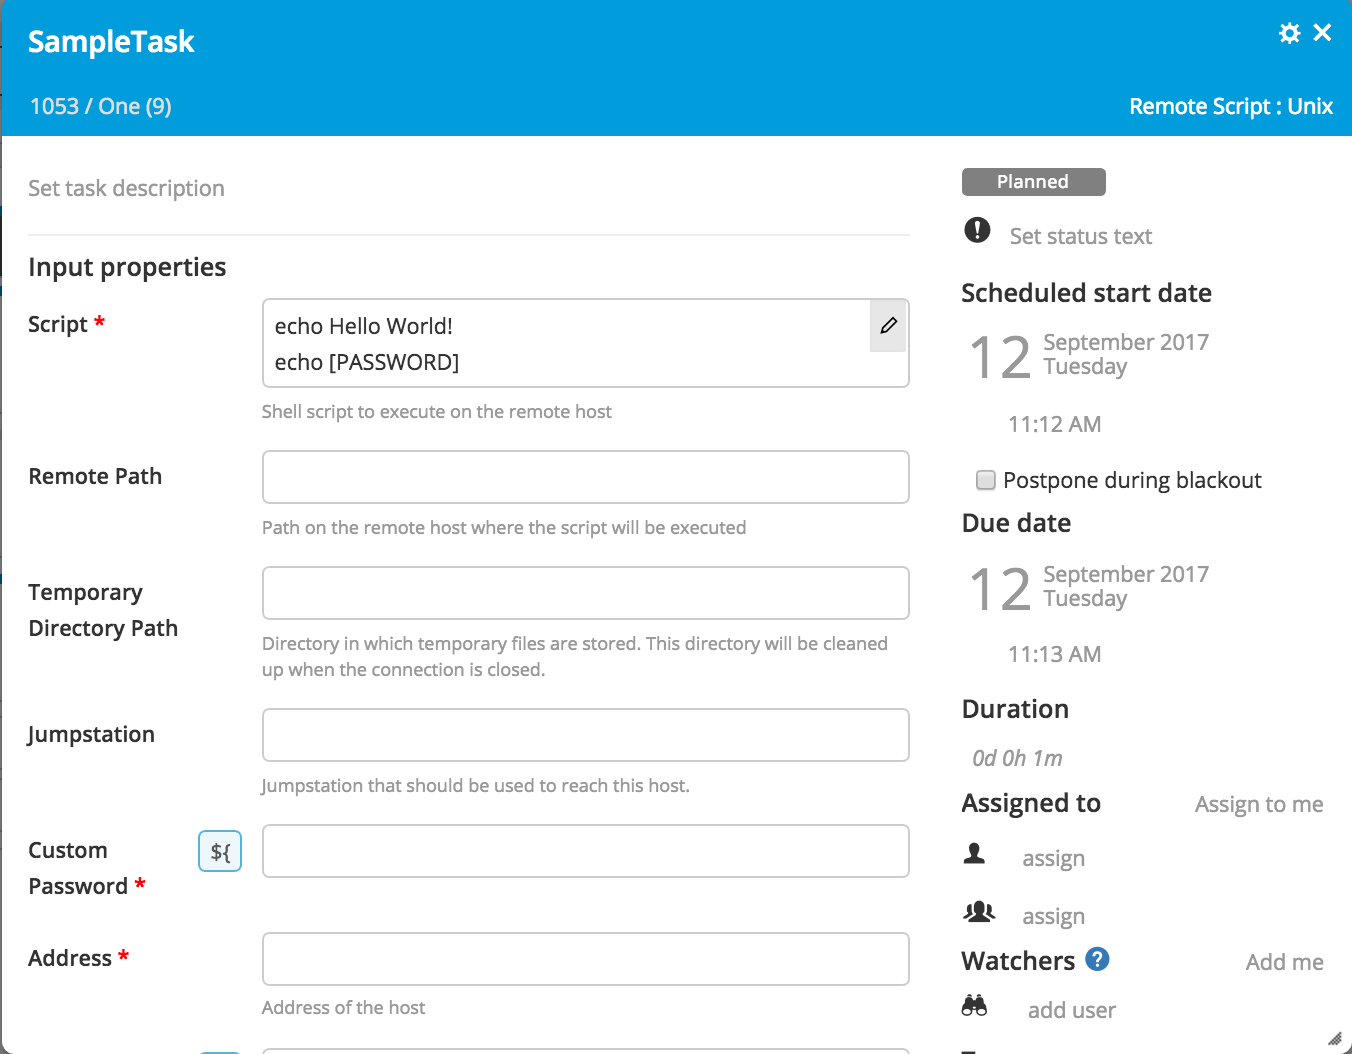 SampleTask
1053 / One (9)
Remote Script : Unix
Set task description
Input properties
Script *
echo Hello World!
echo [PASSWORD]
Shell script to execute on the remote host
Remote Path
Path on the remote host where the script will be executed
Temporary
Directory Path
Directory in which temporary files are stored. This directory will be cleaned
up when the connection is closed.
Jumpstation
Jumpstation that should be used to reach this host.
Custom
Password *
${
Address *
Address of the host
Planned
Set status text
Scheduled start date
12
September 2017
Tuesday
11:12 AM
Postpone during blackout
Due date
12
September 2017
Tuesday
11:13 AM
Duration
0d 0h 1m
Assigned to
Assign to me
assign
assign
Watchers ?
Add me
add user